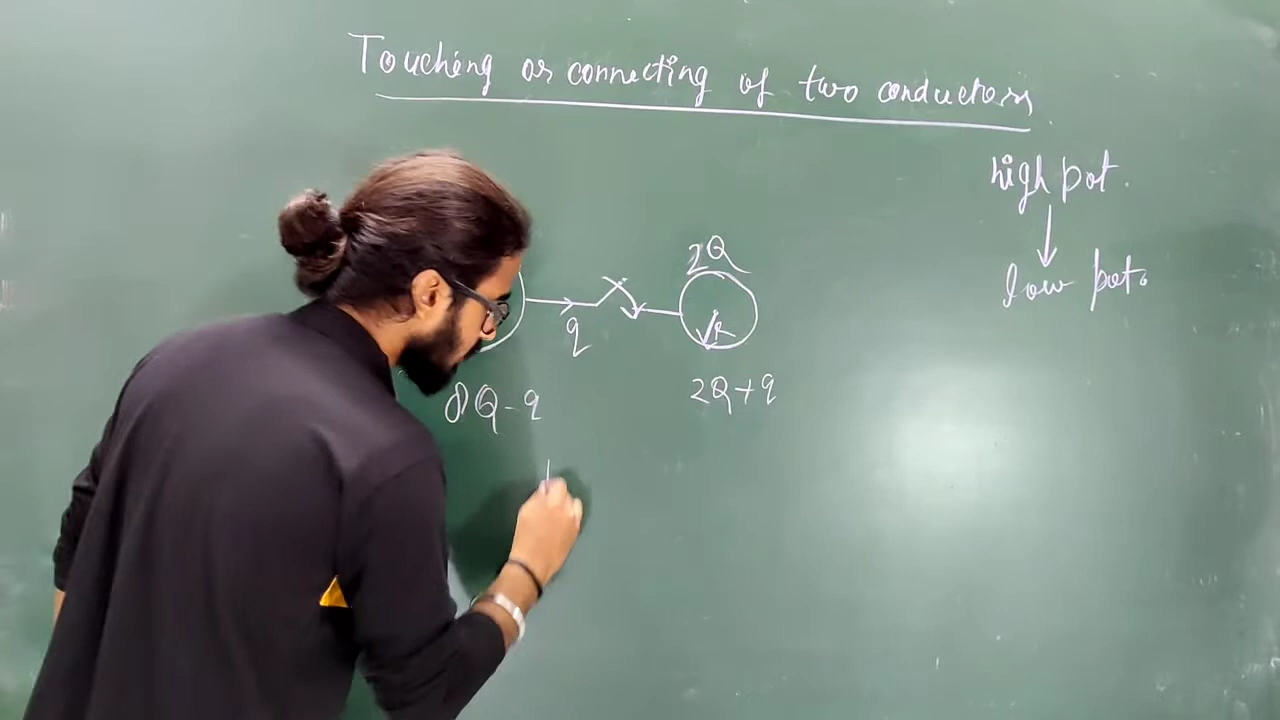 Touching or connecting of two conductors
high pot.
↓
low pot.
2Q
q
R
8Q-q
2Q+q